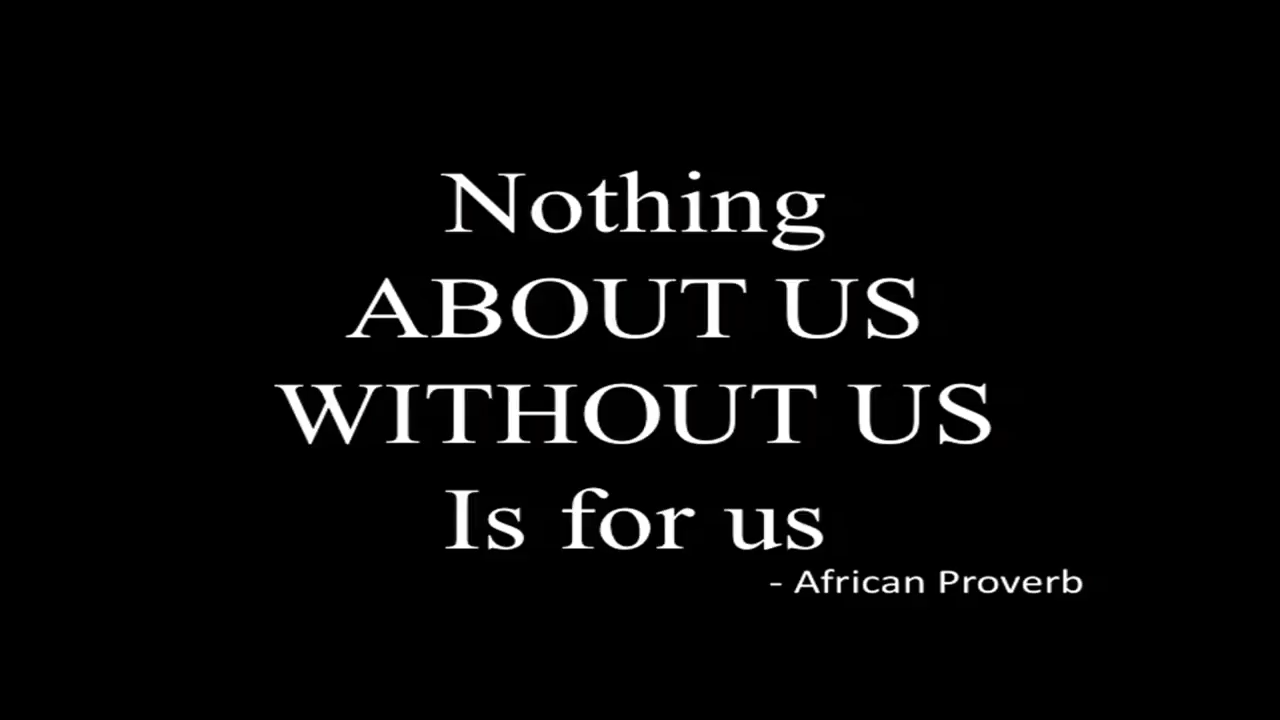 Nothing
ABOUT US
WITHOUT US
Is for us
- African Proverb